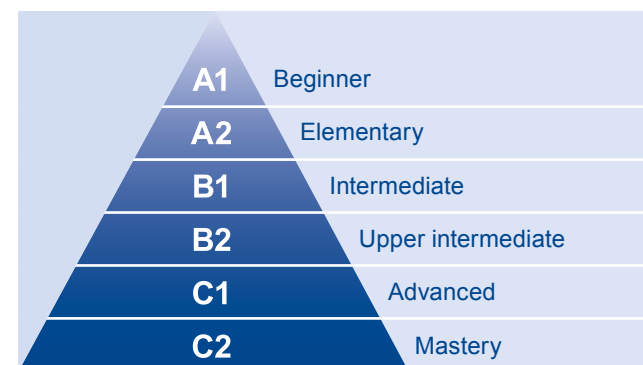 A1 Beginner
A2 Elementary
B1 Intermediate
B2 Upper intermediate
C1 Advanced
C2 Mastery